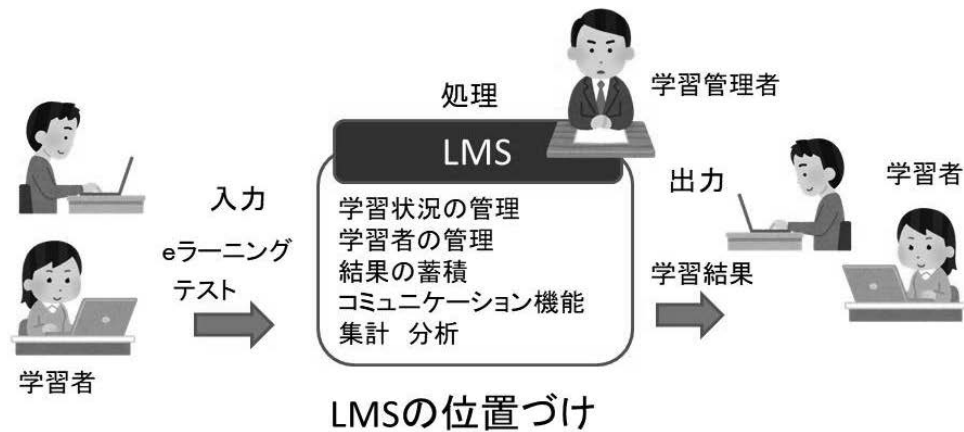 学習者
入力
eラーニング
テスト
処理
学習管理者
LMS
学習状況の管理
学習者の管理
結果の蓄積
コミュニケーション機能
集計　分析
出力
学習結果
学習者
LMSの位置づけ